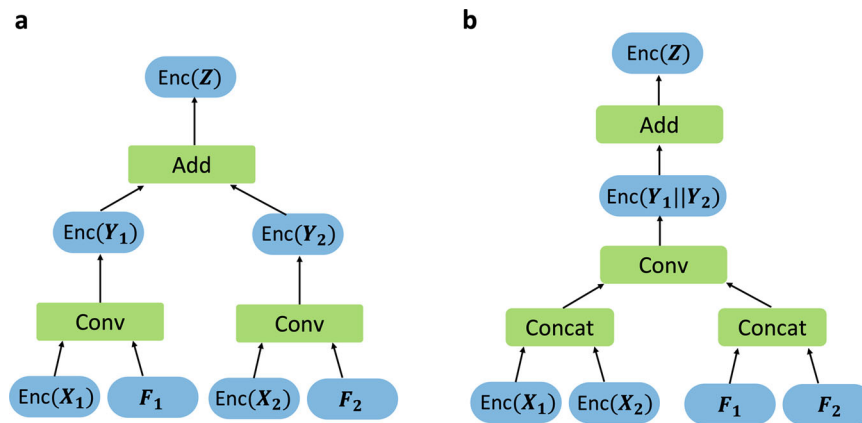 a
Enc(Z)
Add
Enc(Y₁)
Enc(Y₂)
Conv
Conv
Enc(X₁)
F₁
Enc(X₂)
F₂
b
Enc(Z)
Add
Enc(Y₁||Y₂)
Conv
Concat
Concat
Enc(X₁)
Enc(X₂)
F₁
F₂